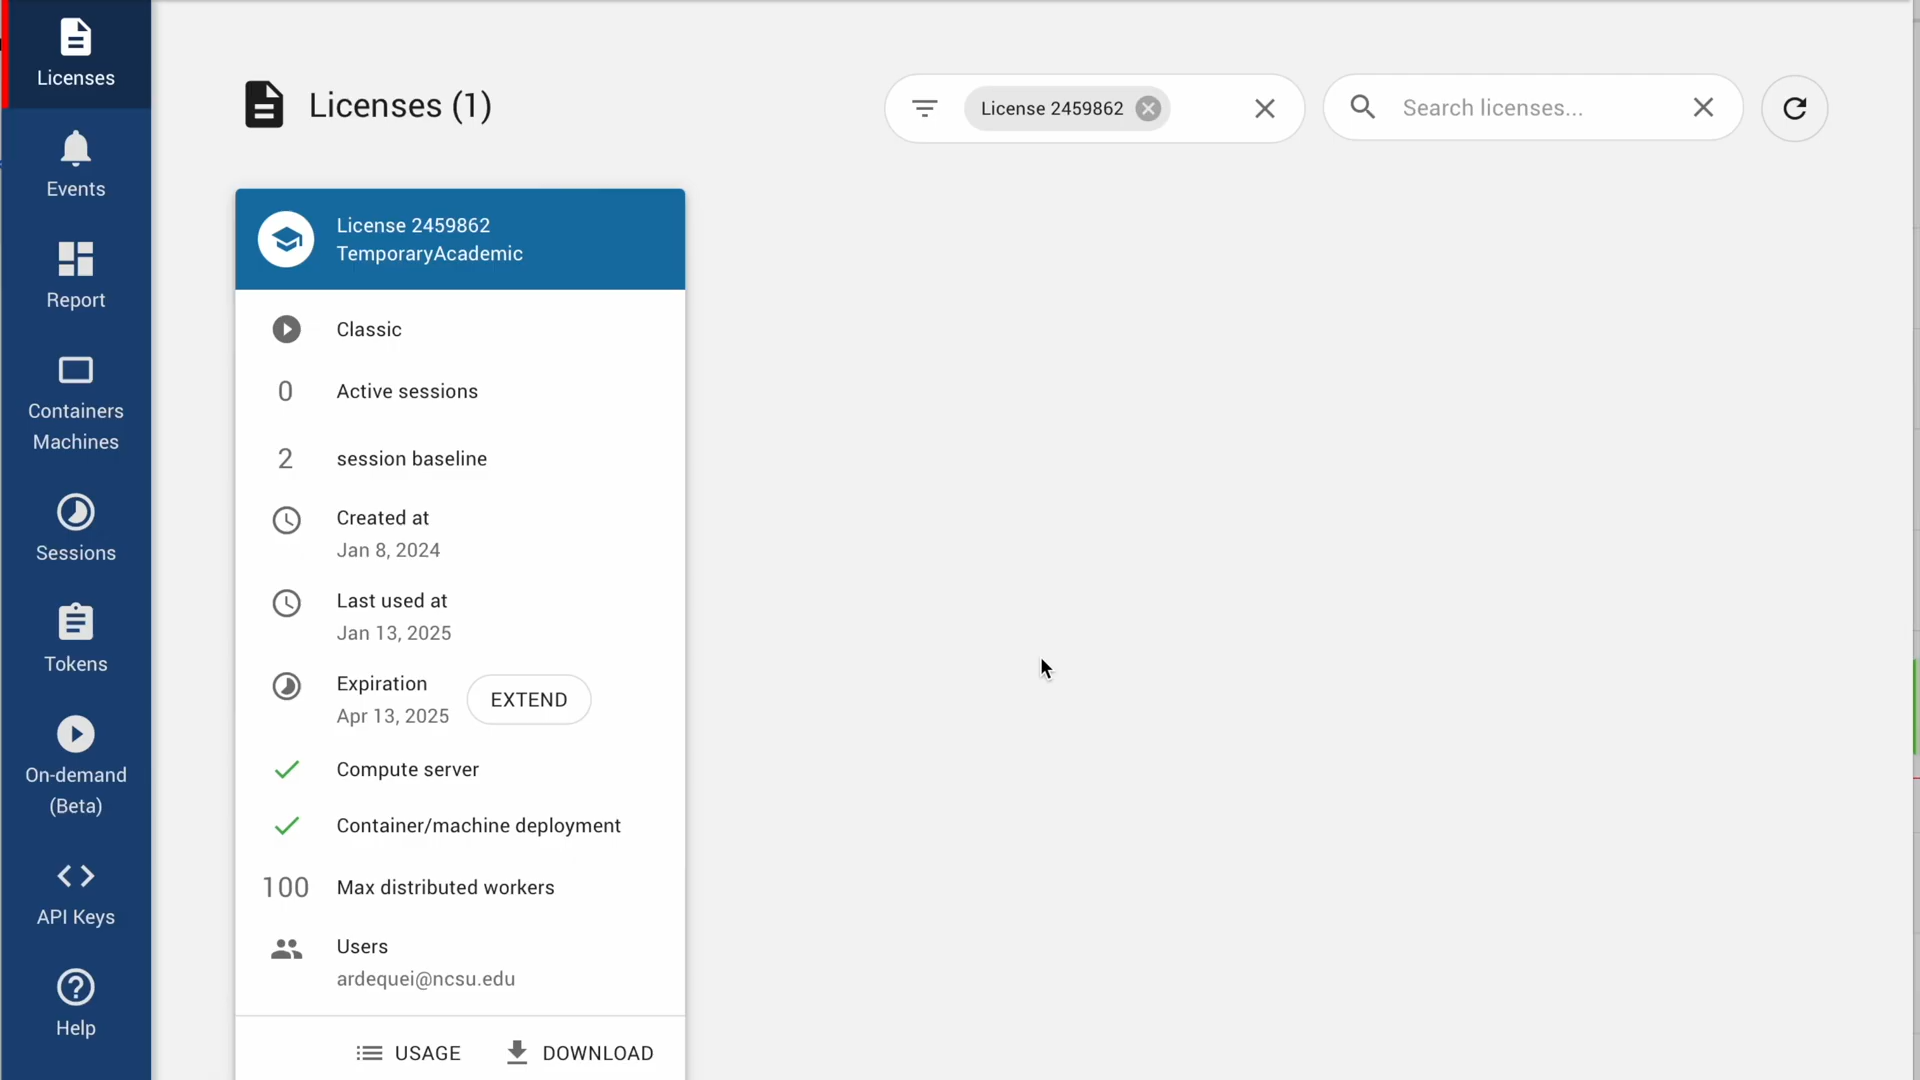 Licenses
Events
Report
Containers
Machines
Sessions
Tokens
On-demand
(Beta)
API Keys
Help
Licenses (1)
License 2459862
Search licenses...
License 2459862
TemporaryAcademic
Classic
0 Active sessions
2 session baseline
Created at
Jan 8, 2024
Last used at
Jan 13, 2025
Expiration
Apr 13, 2025
EXTEND
Compute server
Container/machine deployment
100 Max distributed workers
Users
ardequei@ncsu.edu
USAGE
DOWNLOAD